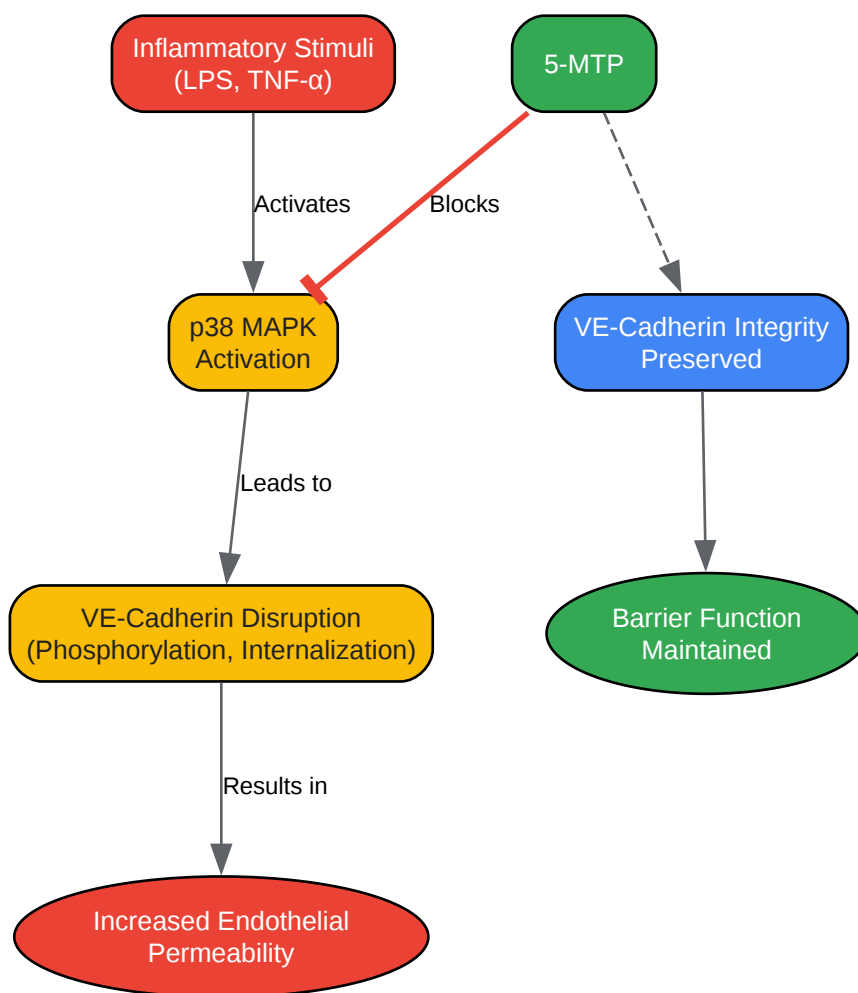 Inflammatory Stimuli
(LPS, TNF-α)
5-MTP
Activates
Blocks
p38 MAPK
Activation
VE-Cadherin Integrity
Preserved
Leads to
VE-Cadherin Disruption
(Phosphorylation, Internalization)
Barrier Function
Maintained
Results in
Increased Endothelial
Permeability